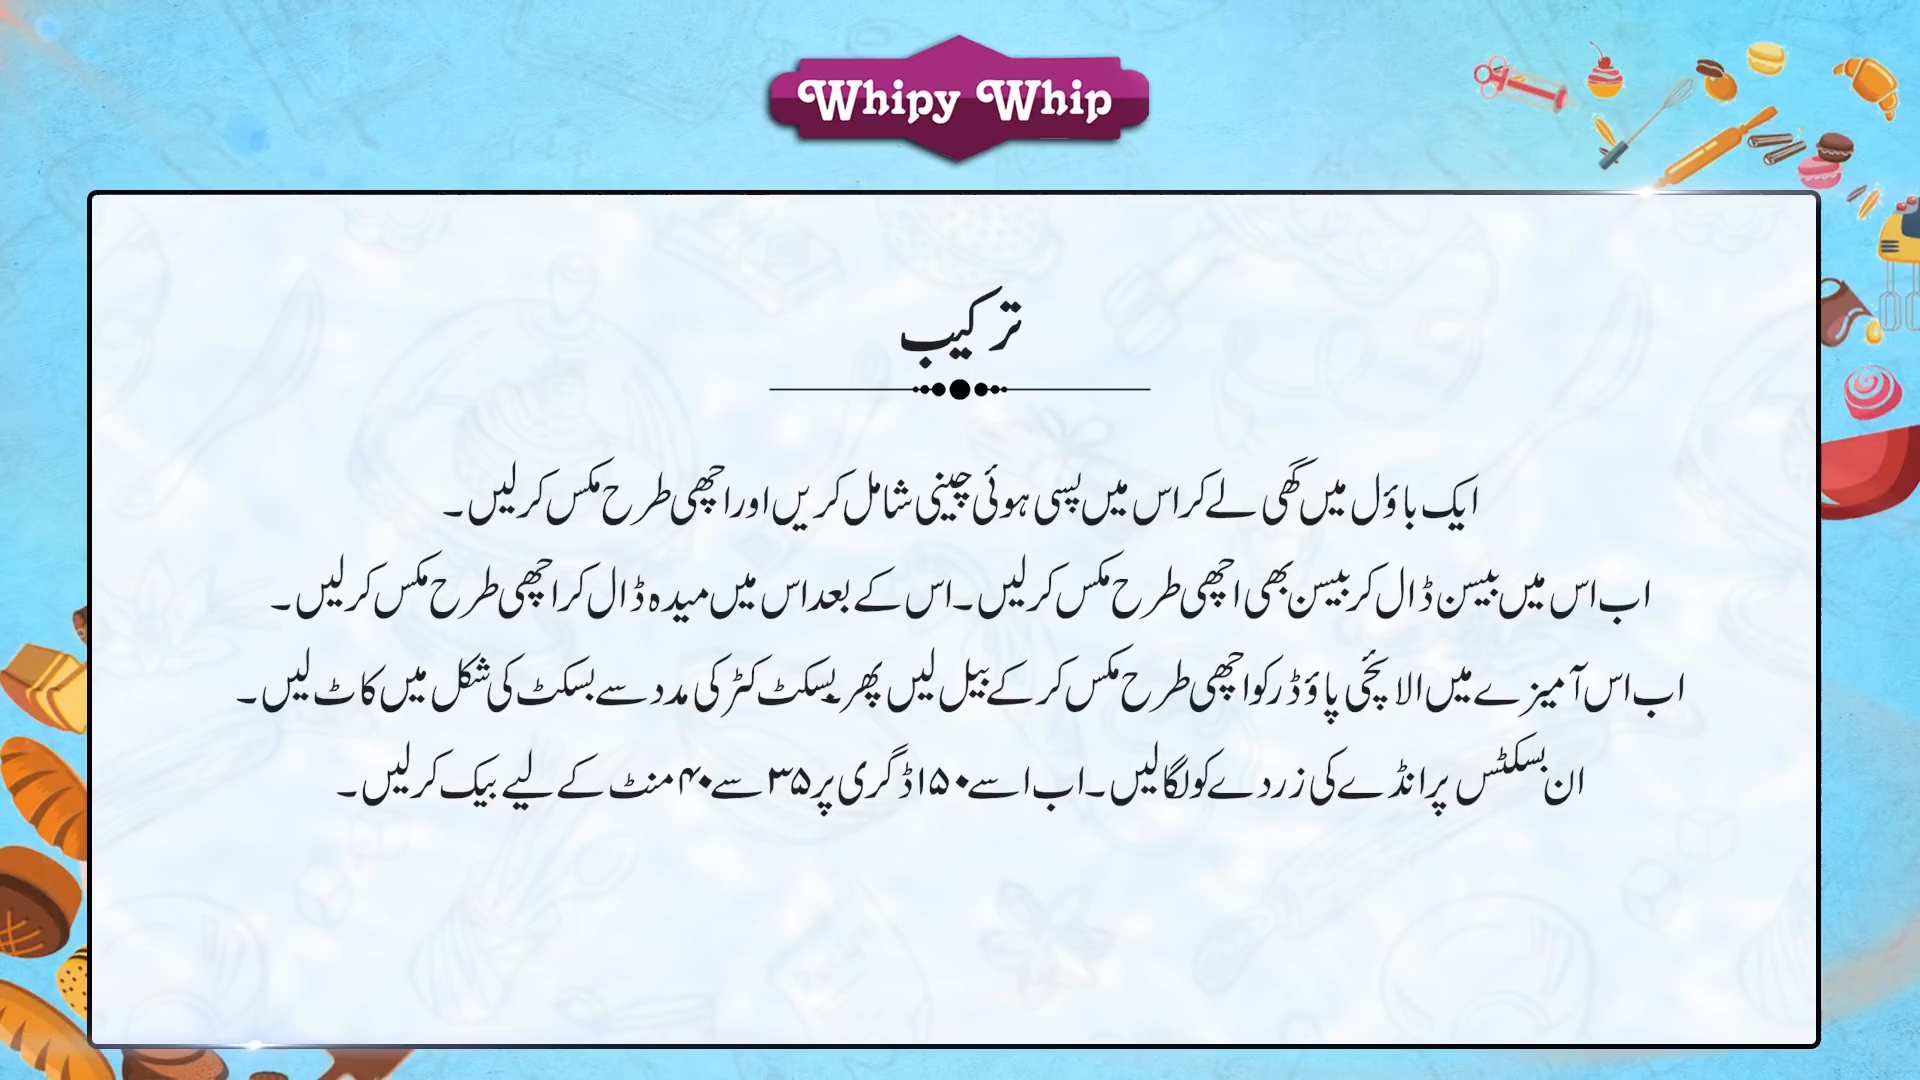 Whipy Whip
ترکیب
ایک باؤل میں گھی لے کر اس میں پسی ہوئی چینی شامل کریں اور اچھی طرح مکس کر لیں۔
اب اس میں بیسن ڈال کر بیسن بھی اچھی طرح مکس کر لیں۔ اس کے بعد اس میں میدہ ڈال کر اچھی طرح مکس کر لیں۔
اب اس آمیزے میں الائچی پاؤڈر کو اچھی طرح مکس کر کے بیل لیں پھر بسکٹ کٹر کی مدد سے بسکٹ کی شکل میں کاٹ لیں۔
ان بسکٹس پر انڈے کی زردے کو لگا لیں۔ اب اسے ۱۵۰ ڈگری پر ۳۵ سے ۴۰ منٹ کے لیے بیک کر لیں۔